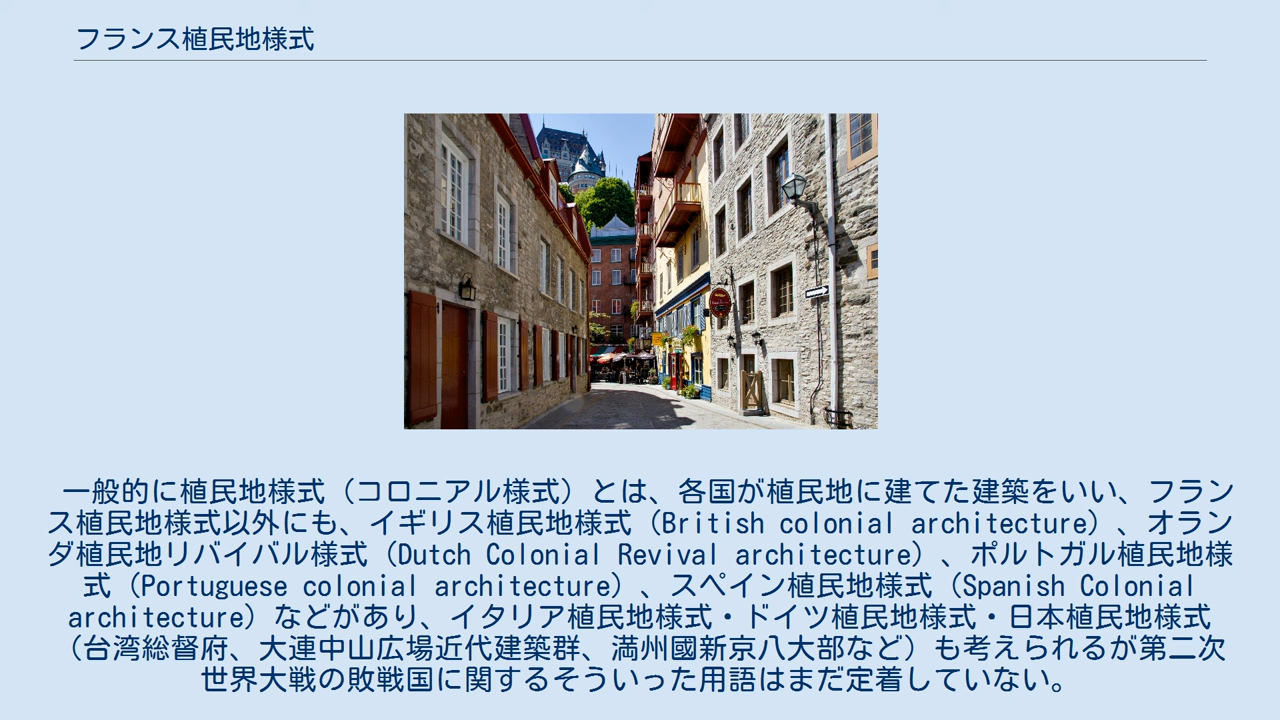 フランス植民地様式
一般的に植民地様式（コロニアル様式）とは、各国が植民地に建てた建築をいい、フラン
ス植民地様式以外にも、イギリス植民地様式（British colonial architecture）、オラン
ダ植民地リバイバル様式（Dutch Colonial Revival architecture）、ポルトガル植民地様
式（Portuguese colonial architecture）、スペイン植民地様式（Spanish Colonial
architecture）などがあり、イタリア植民地様式・ドイツ植民地様式・日本植民地様式
（台湾総督府、大連中山広場近代建築群、満州國新京八大部など）も考えられるが第二次
世界大戦の敗戦国に関するそういった用語はまだ定着していない。